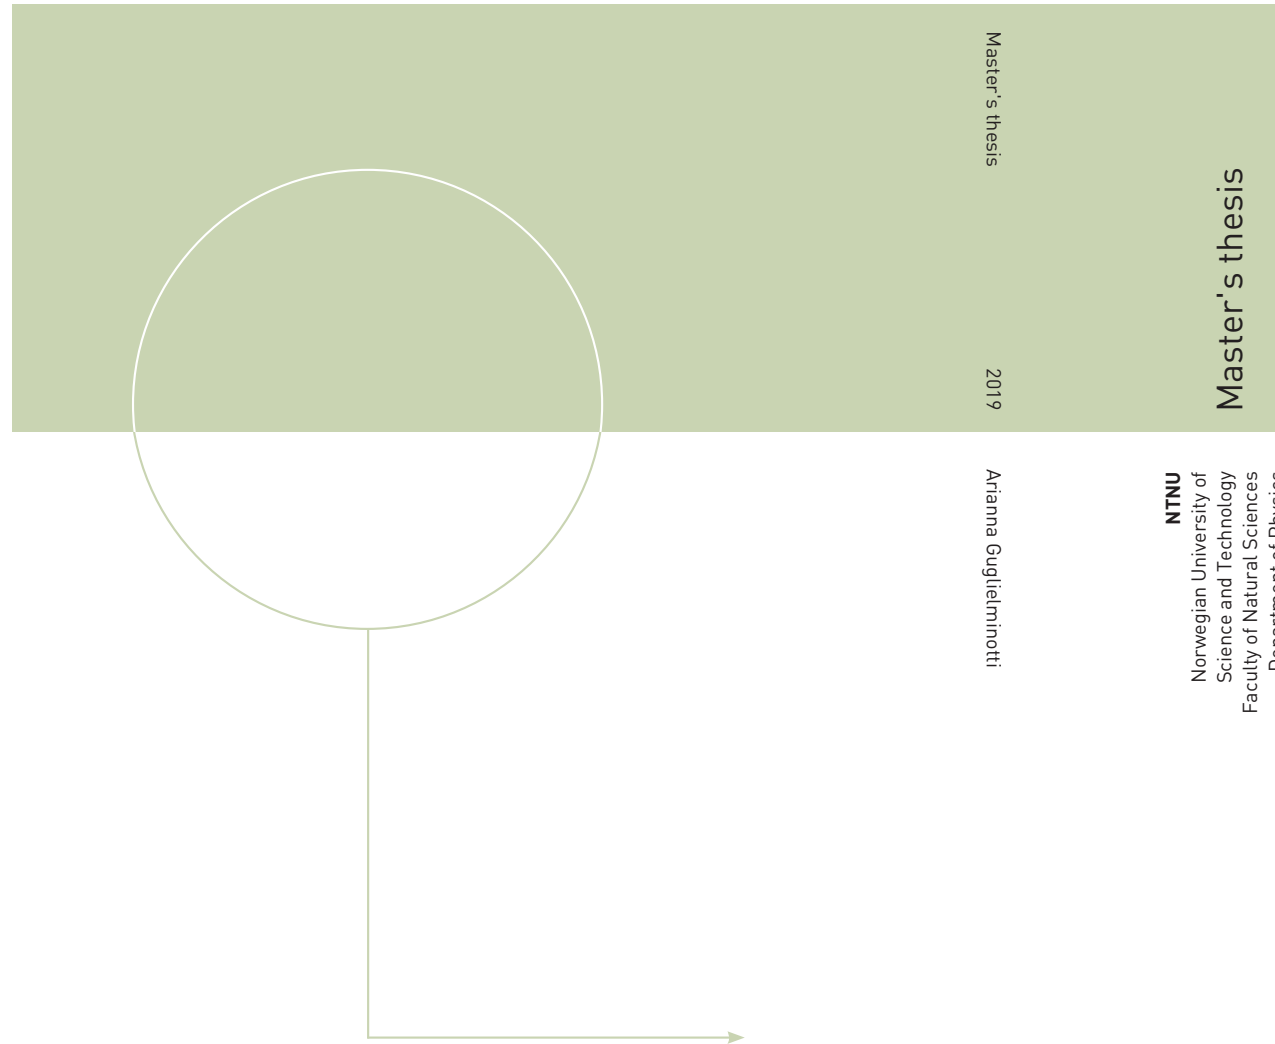 Master's thesis
2019
Arianna Guglielminotti
Master's thesis
NTNU
Norwegian University of
Science and Technology
Faculty of Natural Sciences